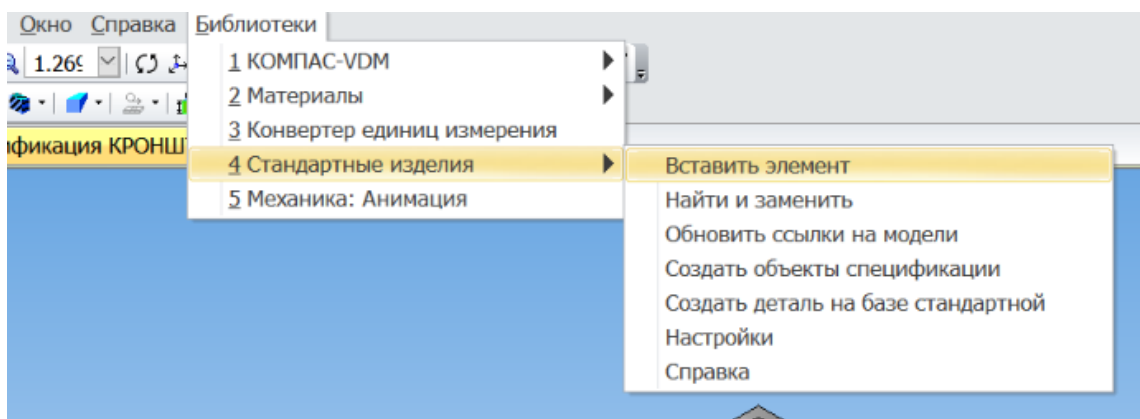 Окно Справка Библиотеки
1.269
1 КОМПАС-VDM
2 Материалы
3 Конвертер единиц измерения
фикация КРОНШ
4 Стандартные изделия
Вставить элемент
5 Механика: Анимация
Найти и заменить
Обновить ссылки на модели
Создать объекты спецификации
Создать деталь на базе стандартной
Настройки
Справка